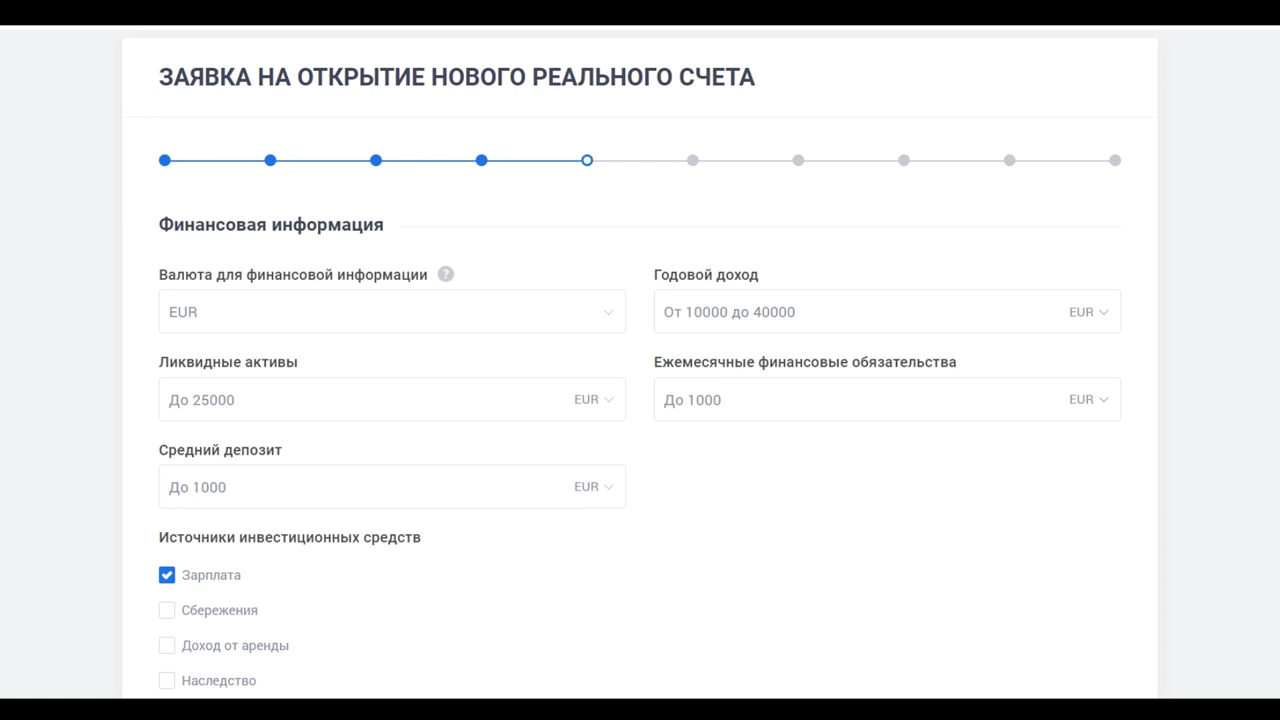 ЗАЯВКА НА ОТКРЫТИЕ НОВОГО РЕАЛЬНОГО СЧЕТА
Финансовая информация
Валюта для финансовой информации ?
Годовой доход
EUR
От 10000 до 40000 EUR
Ликвидные активы
Ежемесячные финансовые обязательства
До 25000 EUR
До 1000 EUR
Средний депозит
До 1000 EUR
Источники инвестиционных средств
Зарплата
Сбережения
Доход от аренды
Наследство